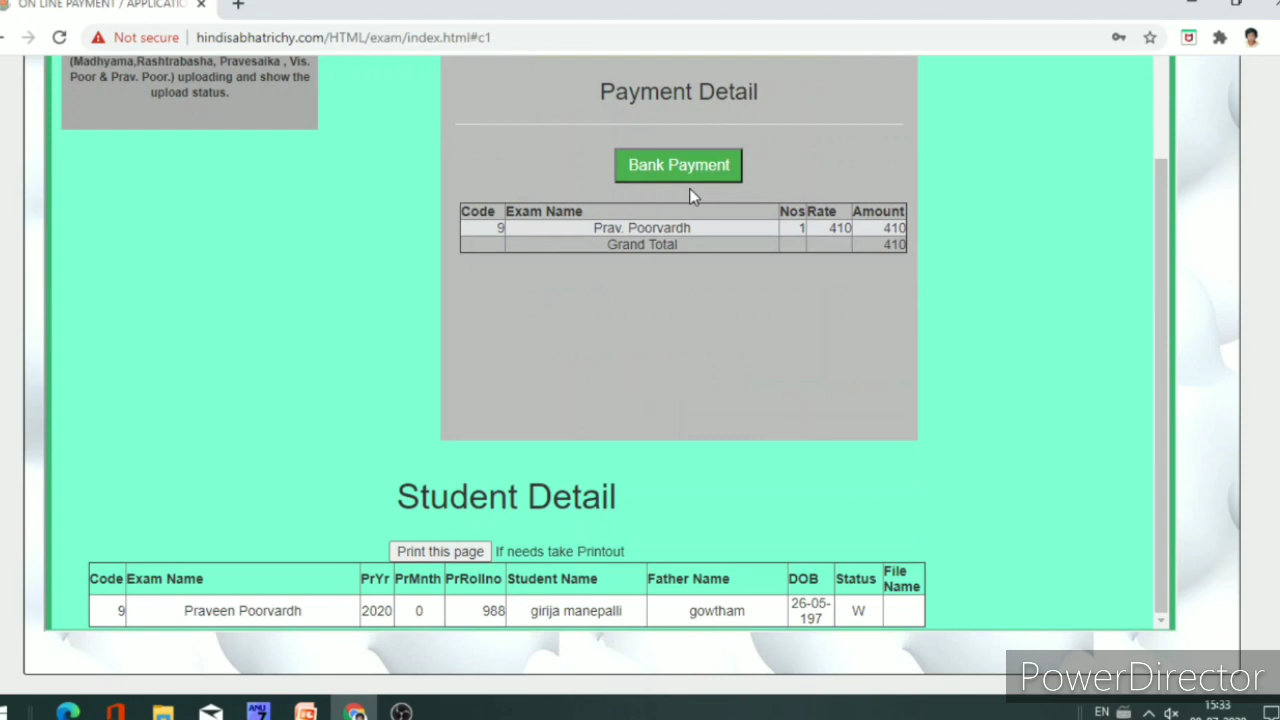 ON LINE PAYMENT / APPLICATIO
Not secure
hindisabhatrichy.com/HTML/exam/index.html#c1
(Madhyama,Rashtrabasha, Pravesaika , Vis.
Poor & Prav. Poor.) uploading and show the
upload status.
Payment Detail
Bank Payment
Code Exam Name Nos Rate Amount
9 Prav. Poorvardh 1 410 410
Grand Total 410
Student Detail
Print this page If needs take Printout
Code Exam Name PrYr PrMnth PrRollno Student Name Father Name DOB Status File
Name
9 Praveen Poorvardh 2020 0 988 girija manepalli gowtham 26-05-
197 W
PowerDirector
EN 15:33